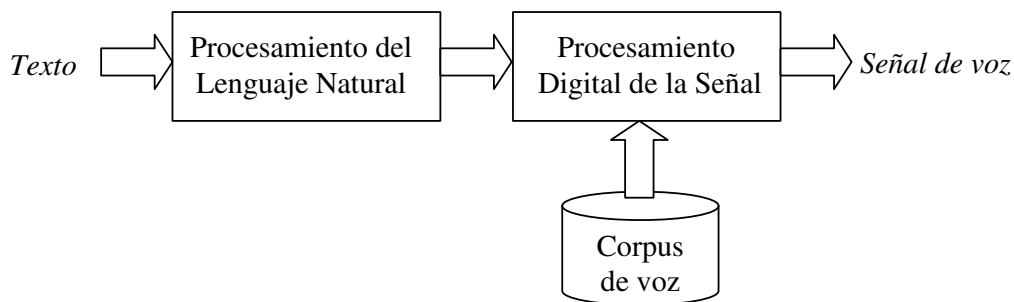 Texto
Procesamiento del
Lenguaje Natural
Procesamiento
Digital de la Señal
Señal de voz
Corpus
de voz